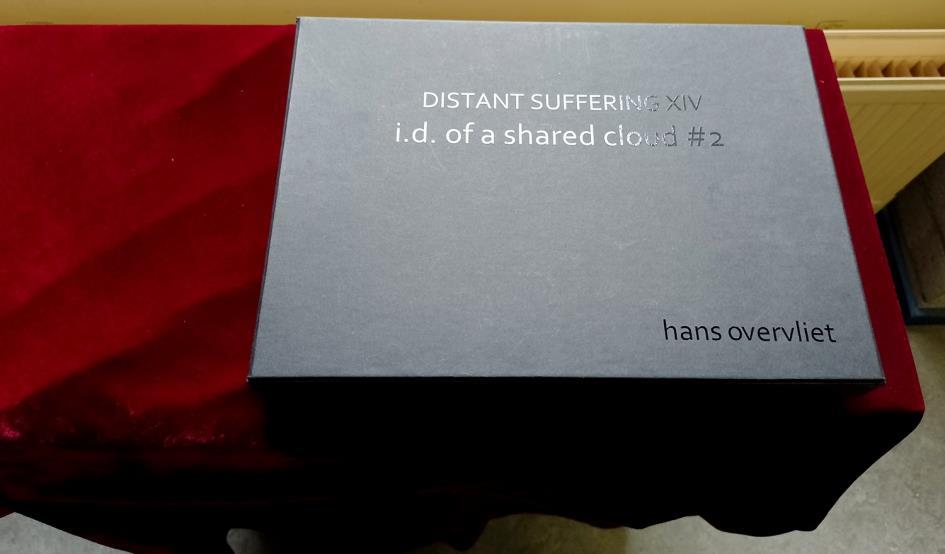 DISTANT SUFFERING XIV
i.d. of a shared cloud #2
hans overvliet